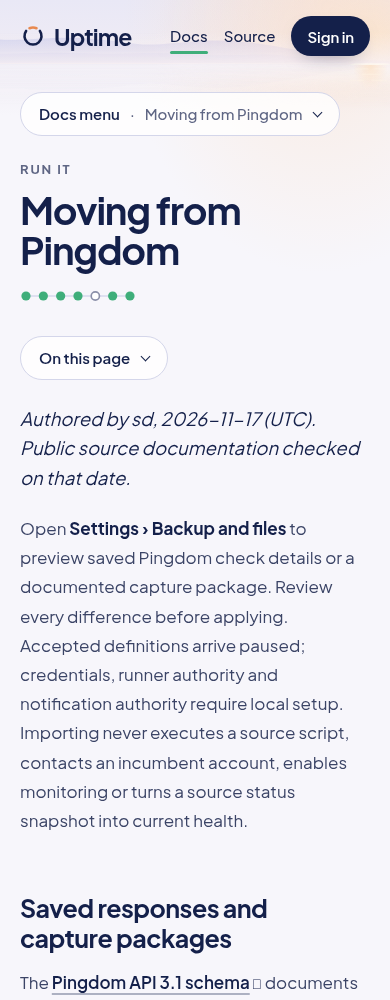 Uptime
Docs
Source
Sign in
Docs menu · Moving from Pingdom
RUN IT
Moving from
Pingdom
On this page
Authored by sd, 2026-11-17 (UTC).
Public source documentation checked
on that date.
Open Settings › Backup and files to
preview saved Pingdom check details or a
documented capture package. Review
every difference before applying.
Accepted definitions arrive paused;
credentials, runner authority and
notification authority require local setup.
Importing never executes a source script,
contacts an incumbent account, enables
monitoring or turns a source status
snapshot into current health.
Saved responses and
capture packages
The Pingdom API 3.1 schema documents